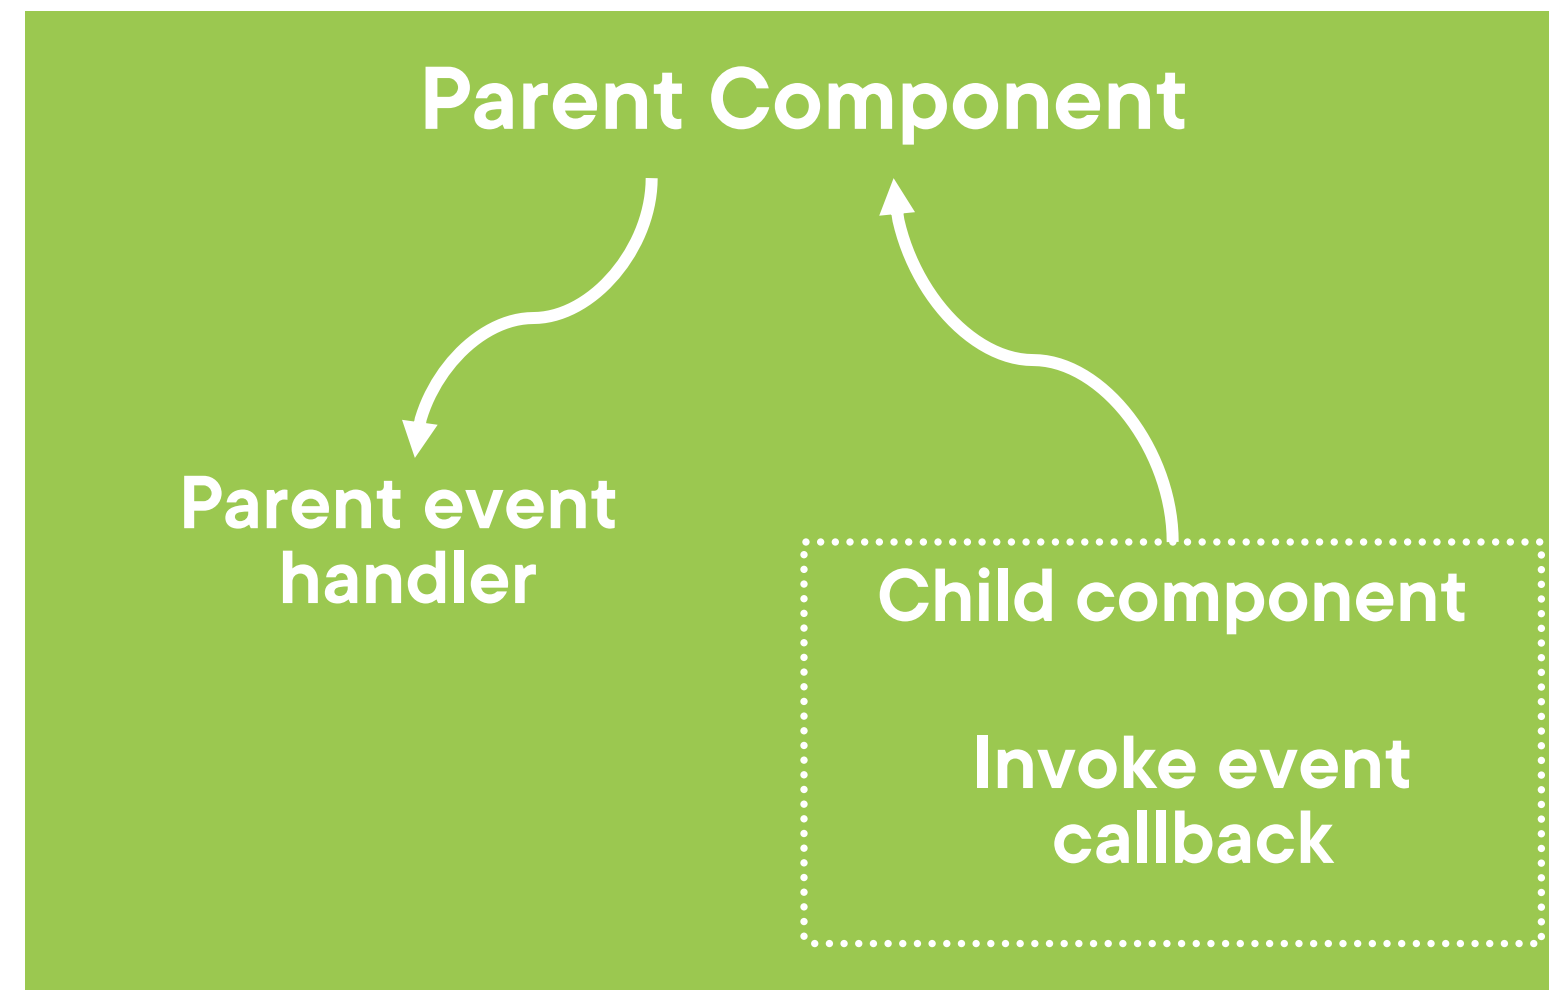 Parent Component
Parent event
handler
Child component
Invoke event
callback